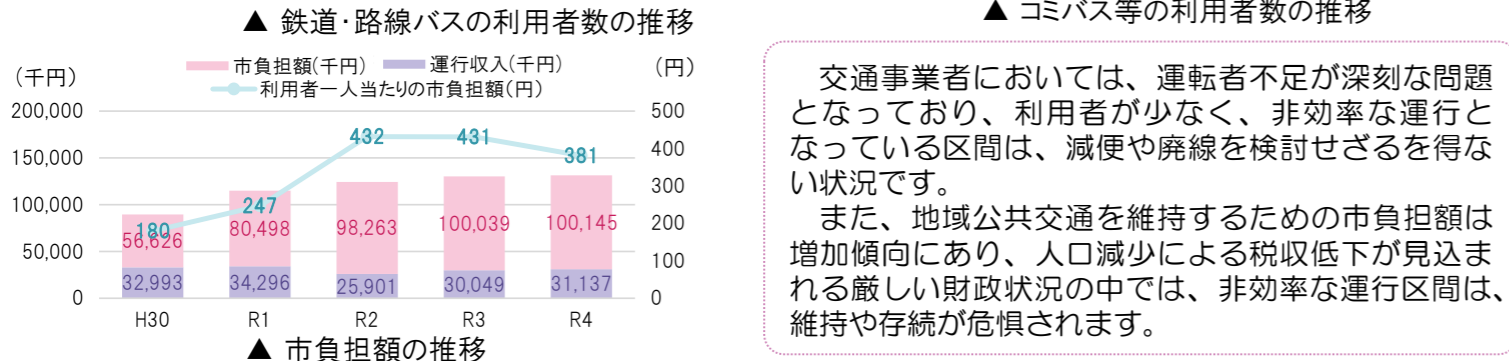 ▲ 鉄道･路線バスの利用者数の推移
▲ コミバス等の利用者数の推移
(千円)
市負担額(千円)
運行収入(千円)
(円)
利用者一人当たりの市負担額(円)
200,000
150,000
100,000
50,000
0
500
400
300
200
100
0
180
247
432
431
381
56,626
80,498
98,263
100,039
100,145
32,993
34,296
25,901
30,049
31,137
H30
R1
R2
R3
R4
▲ 市負担額の推移
交通事業者においては、運転者不足が深刻な問題
となっており、利用者が少なく、非効率な運行と
なっている区間は、減便や廃線を検討せざるを得な
い状況です。
また、地域公共交通を維持するための市負担額は
増加傾向にあり、人口減少による税収低下が見込ま
れる厳しい財政状況の中では、非効率な運行区間は、
維持や存続が危惧されます。